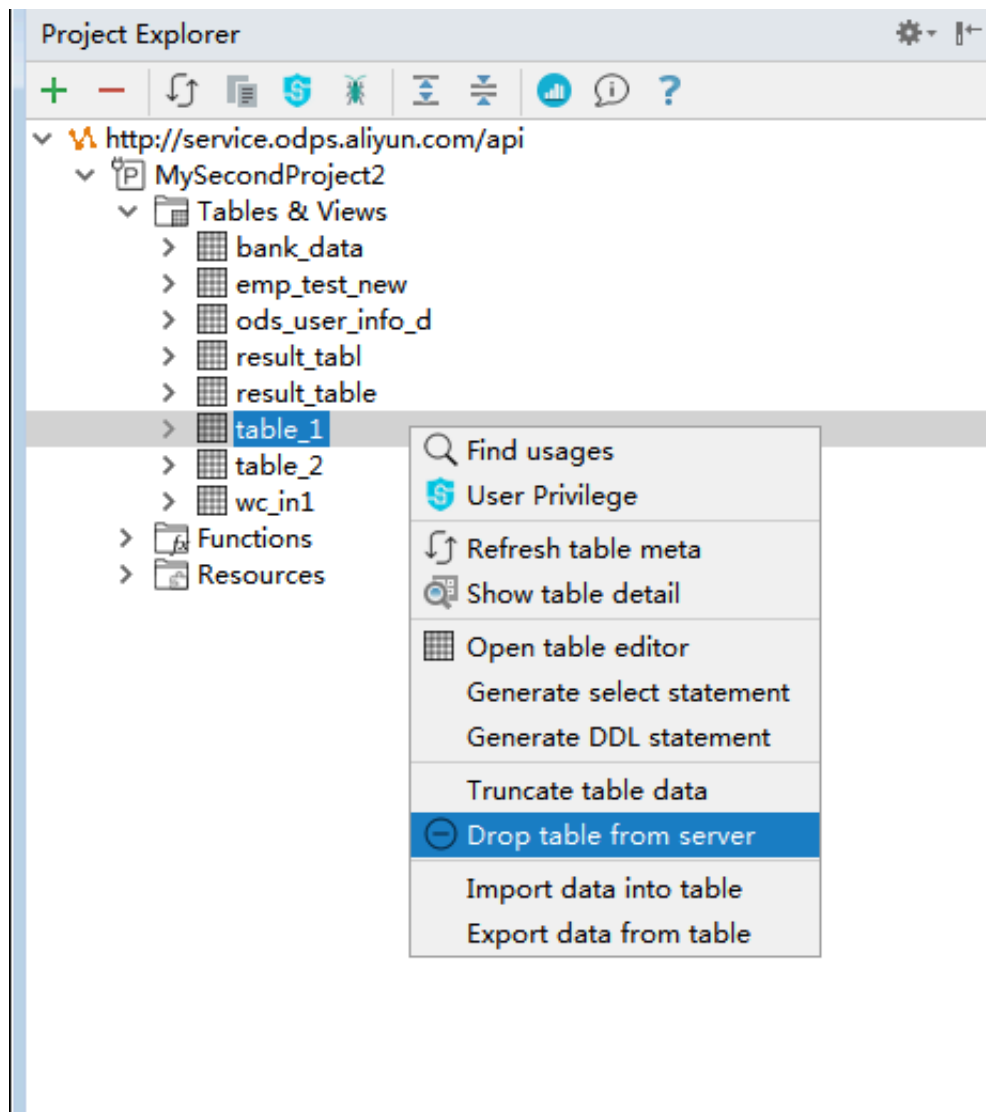 Project Explorer
http://service.odps.aliyun.com/api
MySecondProject2
Tables & Views
bank_data
emp_test_new
ods_user_info_d
result_tabl
result_table
table_1
table_2
wc_in1
Functions
Resources
Find usages
User Privilege
Refresh table meta
Show table detail
Open table editor
Generate select statement
Generate DDL statement
Truncate table data
Drop table from server
Import data into table
Export data from table